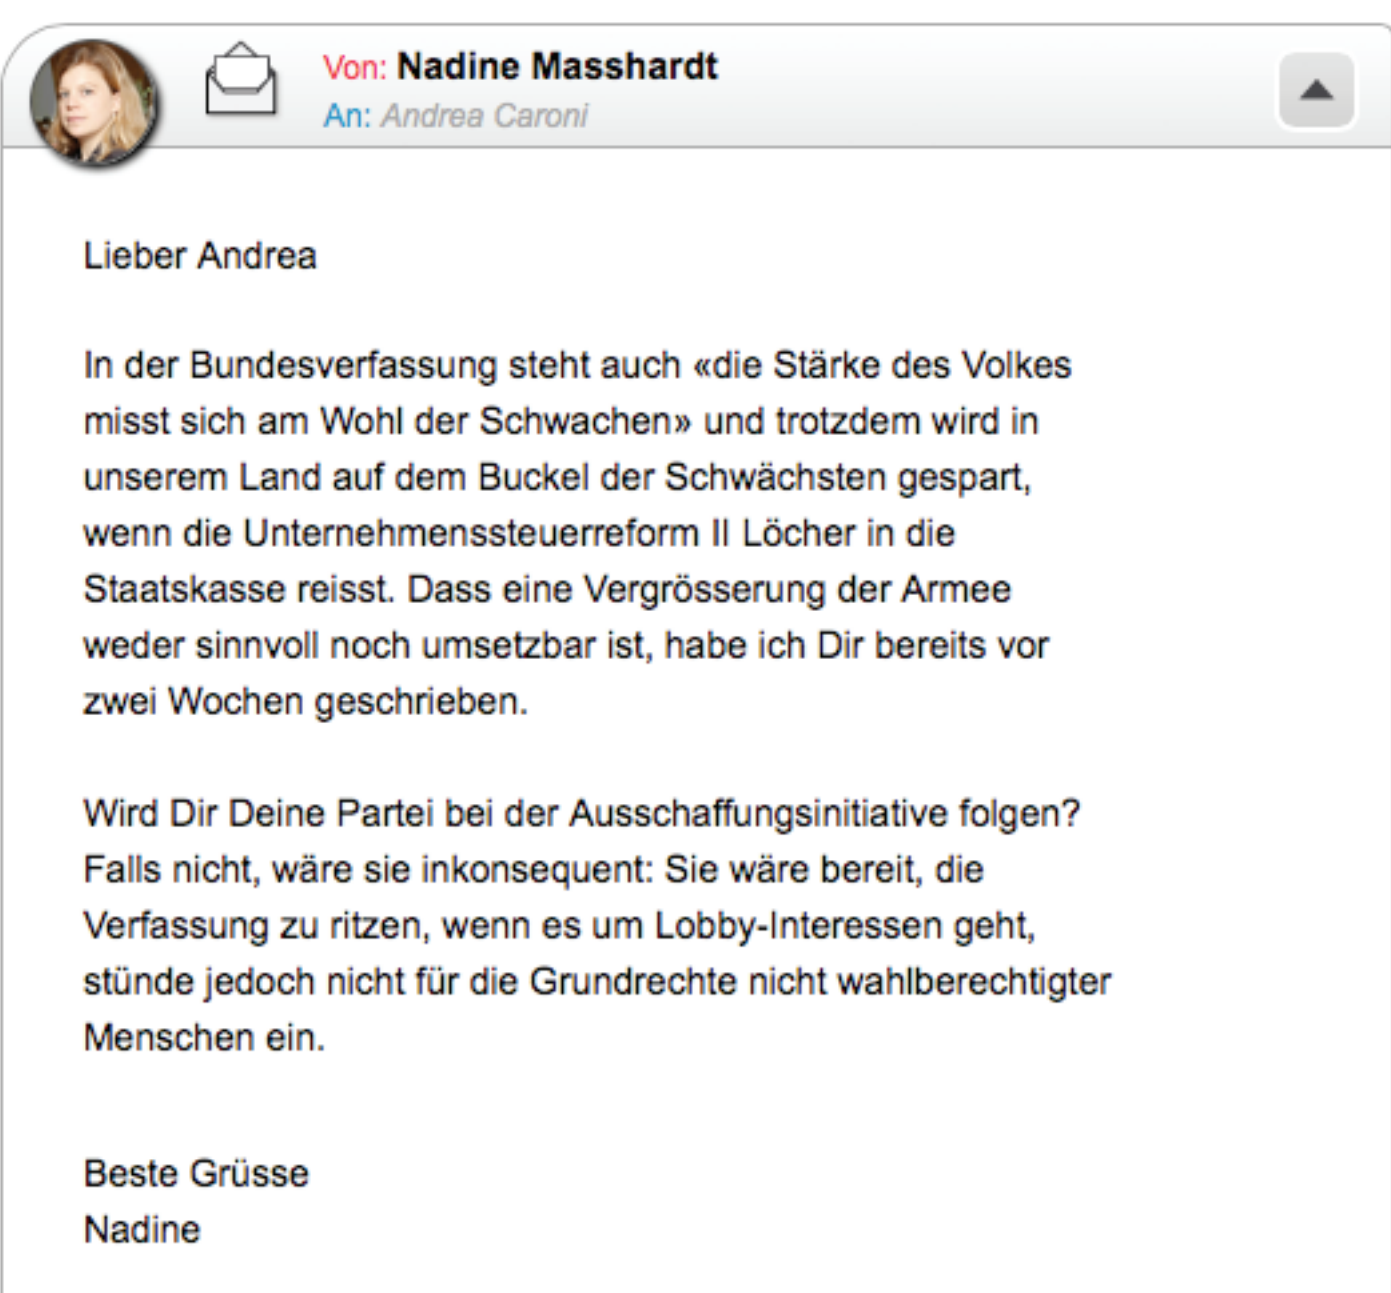 Von: Nadine Masshardt
An: Andrea Caroni
Lieber Andrea
In der Bundesverfassung steht auch «die Stärke des Volkes
misst sich am Wohl der Schwachen» und trotzdem wird in
unserem Land auf dem Buckel der Schwächsten gespart,
wenn die Unternehmenssteuerreform II Löcher in die
Staatskasse reisst. Dass eine Vergrösserung der Armee
weder sinnvoll noch umsetzbar ist, habe ich Dir bereits vor
zwei Wochen geschrieben.
Wird Dir Deine Partei bei der Ausschaffungsinitiative folgen?
Falls nicht, wäre sie inkonsequent: Sie wäre bereit, die
Verfassung zu ritzen, wenn es um Lobby-Interessen geht,
stünde jedoch nicht für die Grundrechte nicht wahlberechtigter
Menschen ein.
Beste Grüsse
Nadine